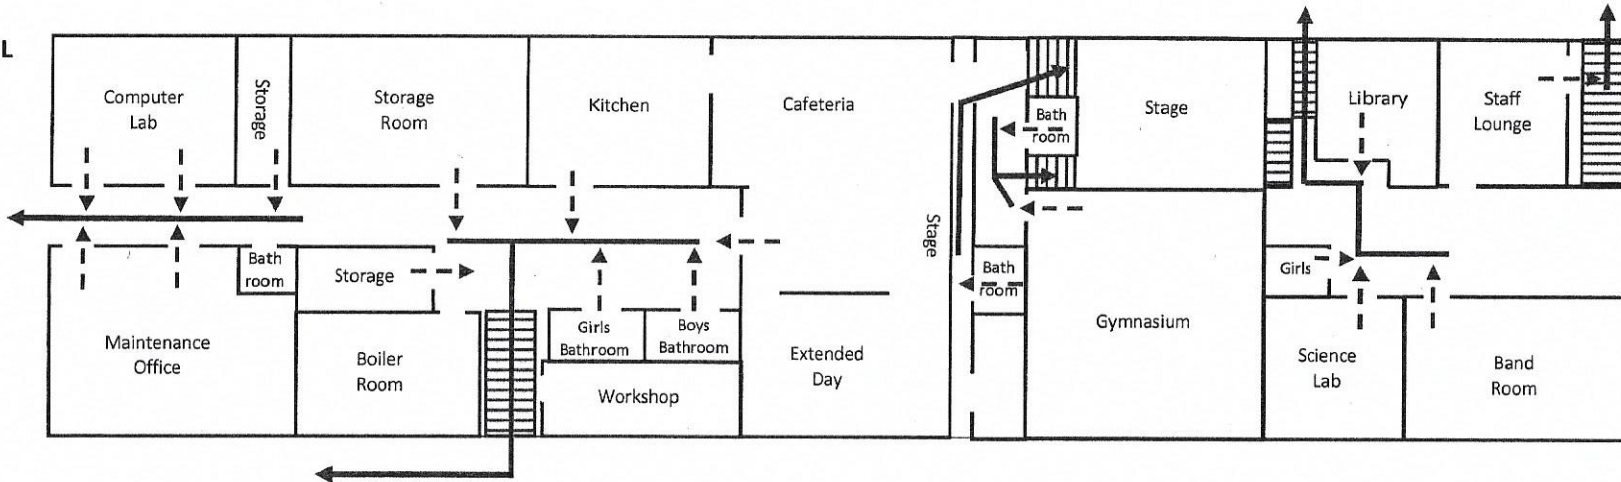 L
Computer
Lab
Storage
Storage
Room
Kitchen
Cafeteria
Bath
room
Stage
Library
Staff
Lounge
Stage
Bath
room
Storage
Bath
room
Girls
Maintenance
Office
Boiler
Room
Girls
Bathroom
Boys
Bathroom
Workshop
Extended
Day
Gymnasium
Science
Lab
Band
Room